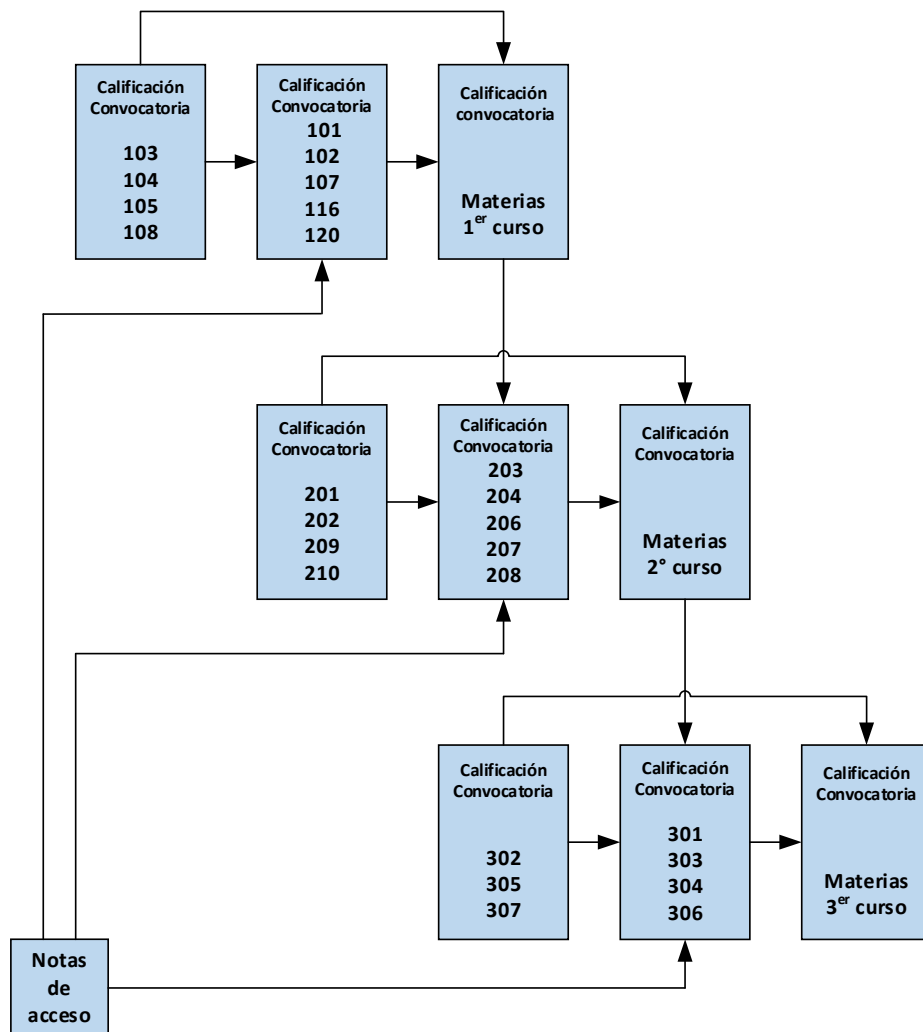 Calificación
Convocatoria
103
104
105
108
Calificación
Convocatoria
101
102
107
116
120
Calificación
convocatoria
Materias
1er curso
Calificación
Convocatoria
201
202
209
210
Calificación
Convocatoria
203
204
206
207
208
Calificación
Convocatoria
Materias
2° curso
Calificación
Convocatoria
302
305
307
Calificación
Convocatoria
301
303
304
306
Calificación
Convocatoria
Materias
3er curso
Notas
de
acceso